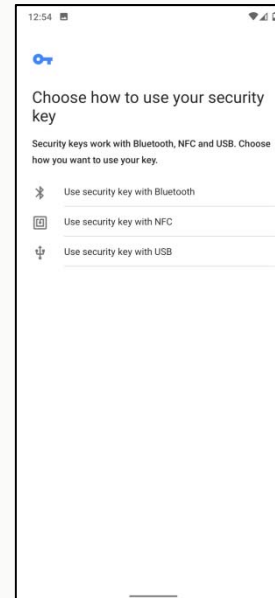 12:54
Choose how to use your security
key
Security keys work with Bluetooth, NFC and USB. Choose
how you want to use your key.
Use security key with Bluetooth
Use security key with NFC
Use security key with USB